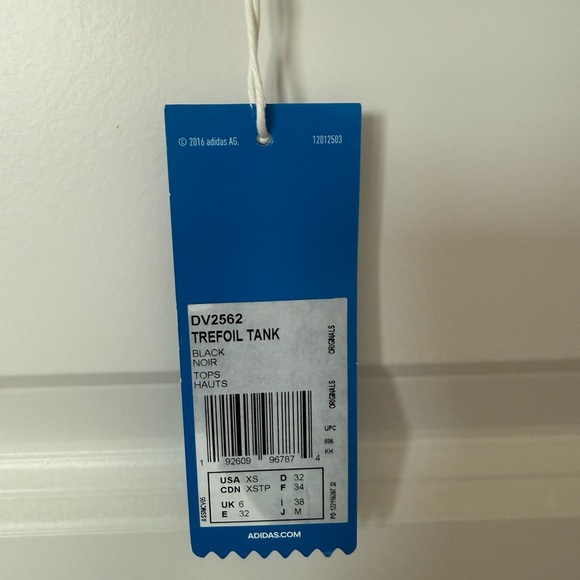 © 2016 adidas AG. 12012503
DV2562
TREFOIL TANK
BLACK
NOIR
TOPS
HAUTS
ORIGINALS
ORIGINALS
UPC
696
KH
1 92609 96787 4
USA XS D 32
CDN XSTP F 34
UK 6 I 38
E 32 J M
ADIDAS.COM